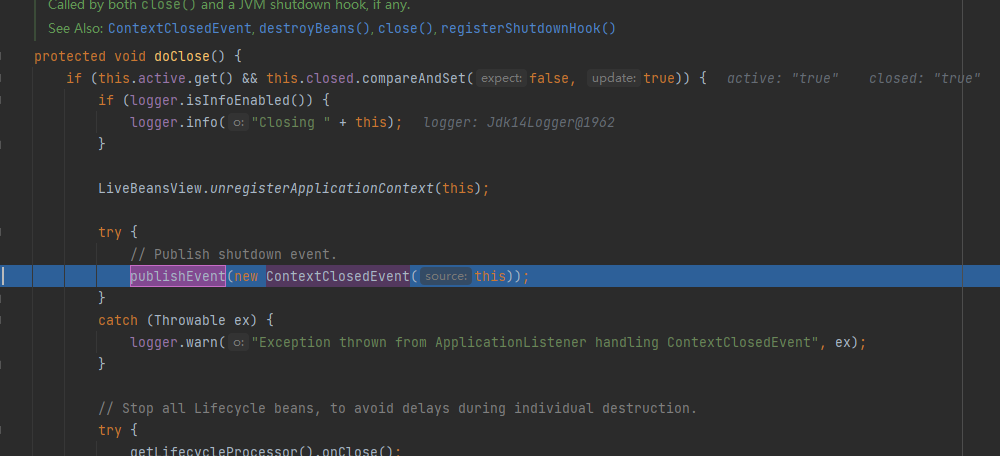 Called by both close() and a JVM shutdown hook, if any.
See Also: ContextClosedEvent, destroyBeans(), close(), registerShutdownHook()
protected void doClose() {
if (this.active.get() && this.closed.compareAndSet( expect: false, update: true)) { active: "true" closed: "true"
if (logger.isInfoEnabled()) {
logger.info( o: "Closing " + this); logger: Jdk14Logger@1962
}
LiveBeansView.unregisterApplicationContext(this);
try {
// Publish shutdown event.
publishEvent(new ContextClosedEvent( source: this));
}
catch (Throwable ex) {
logger.warn( o: "Exception thrown from ApplicationListener handling ContextClosedEvent", ex);
}
// Stop all Lifecycle beans, to avoid delays during individual destruction.
try {
getLifecycleProcessor().onClose();